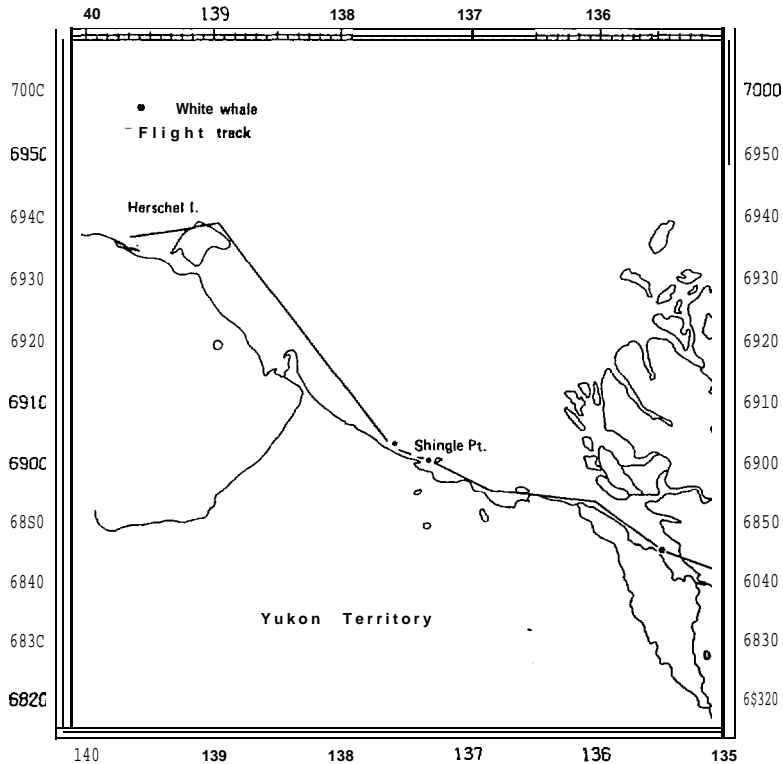 40 139 138 137 136
700C 7000
• White whale
– Flight track
695C 6950
Herschel I.
694C 6940
6930 6930
6920 6920
691C 6910
Shingle Pt.
690C 6900
68S0 6850
6840 6040
Yukon Territory
683C 6830
6820 6$320
140 139 138 137 136 135